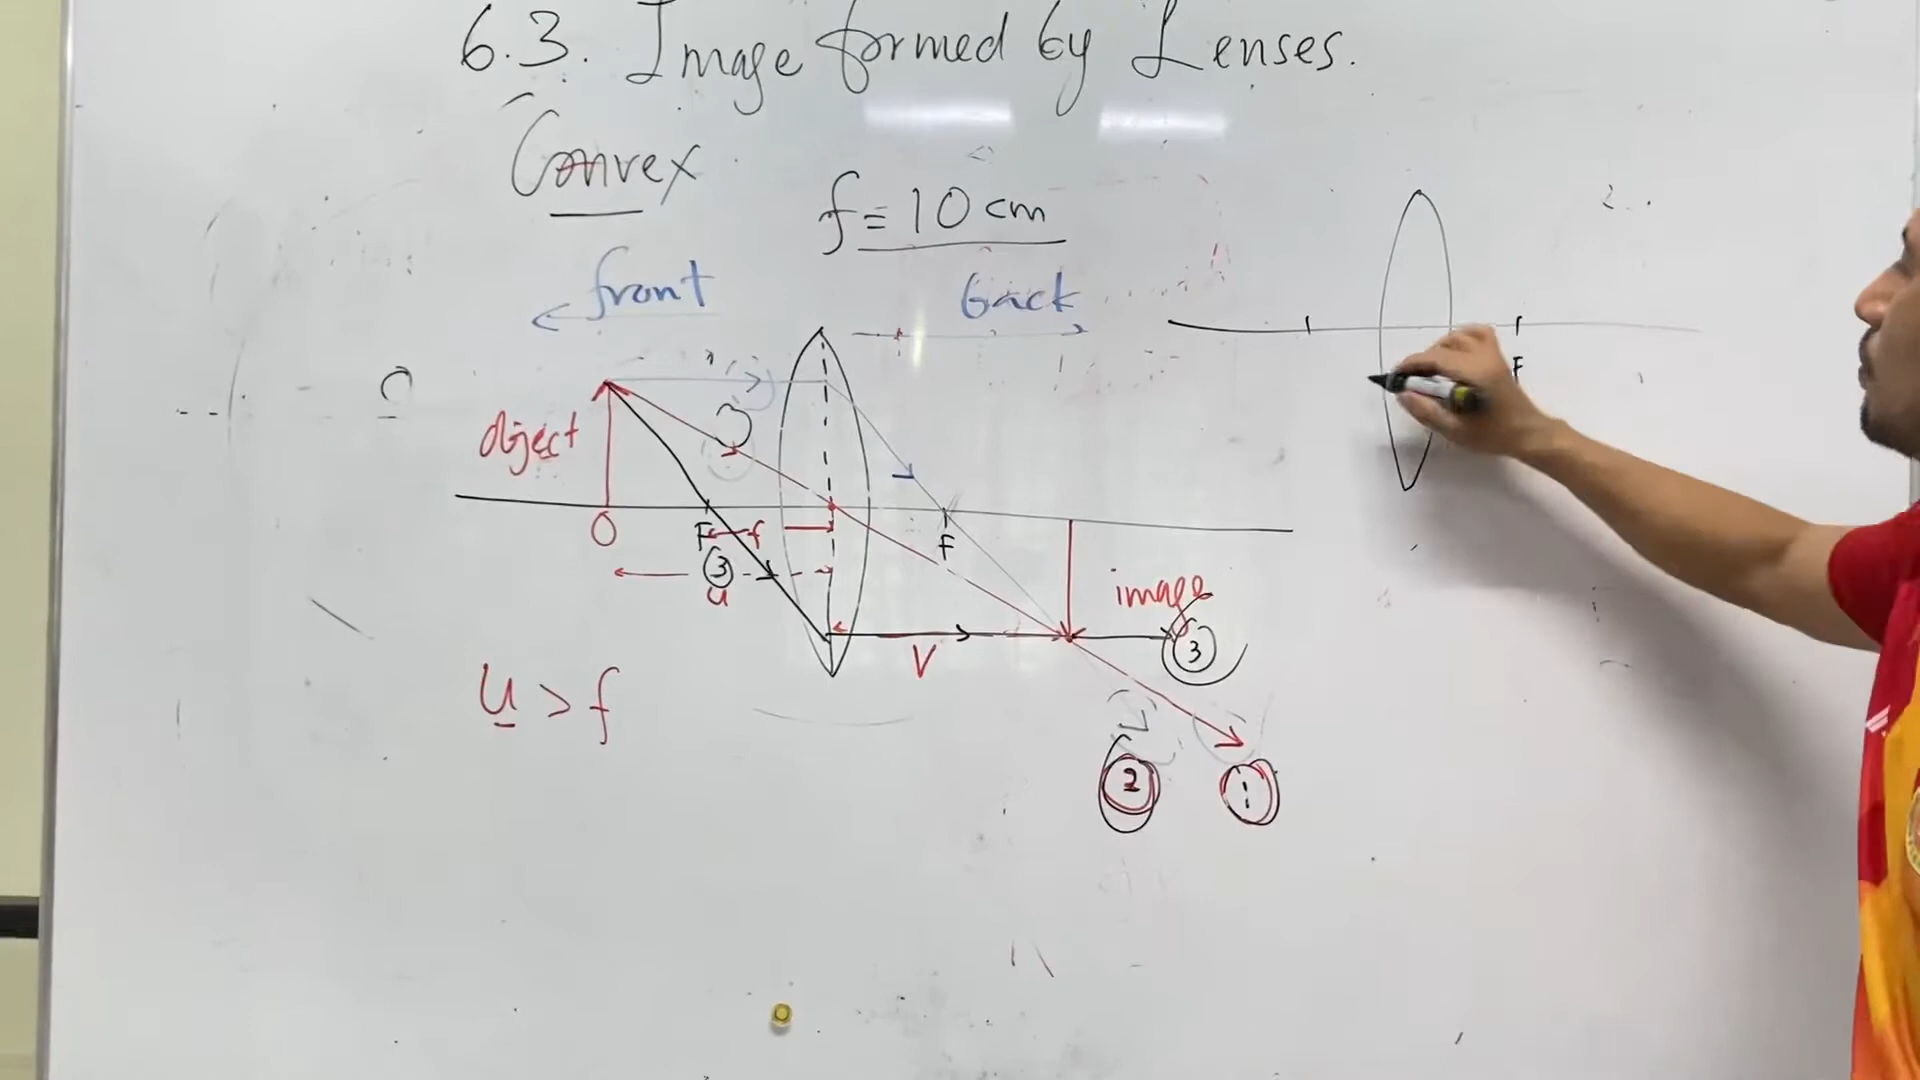 6.3. Image formed by Lenses.
Convex
f = 10 cm
front
back
object
O
F
f
F
3
u
image
V
3
u > f
2
1
F